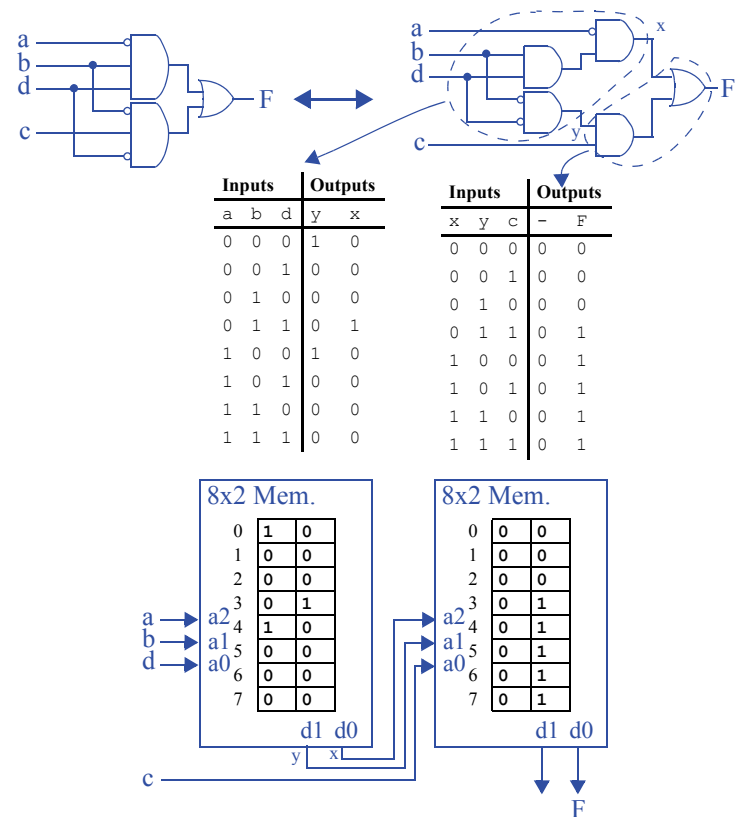 a
b
d
c
F
a
b
d
c
x
y
F
Inputs Outputs
a b d y x
0 0 0 1 0
0 0 1 0 0
0 1 0 0 0
0 1 1 0 1
1 0 0 1 0
1 0 1 0 0
1 1 0 0 0
1 1 1 0 0
Inputs Outputs
x y c - F
0 0 0 0 0
0 0 1 0 0
0 1 0 0 0
0 1 1 0 1
1 0 0 0 1
1 0 1 0 1
1 1 0 0 1
1 1 1 0 1
8x2 Mem.
0 1 0
1 0 0
2 0 0
3 0 1
4 1 0
5 0 0
6 0 0
7 0 0
a a2
b a1
d a0
d1 d0
y x
c
8x2 Mem.
0 0 0
1 0 0
2 0 0
3 0 1
4 0 1
5 0 1
6 0 1
7 0 1
a2
a1
a0
d1 d0
F